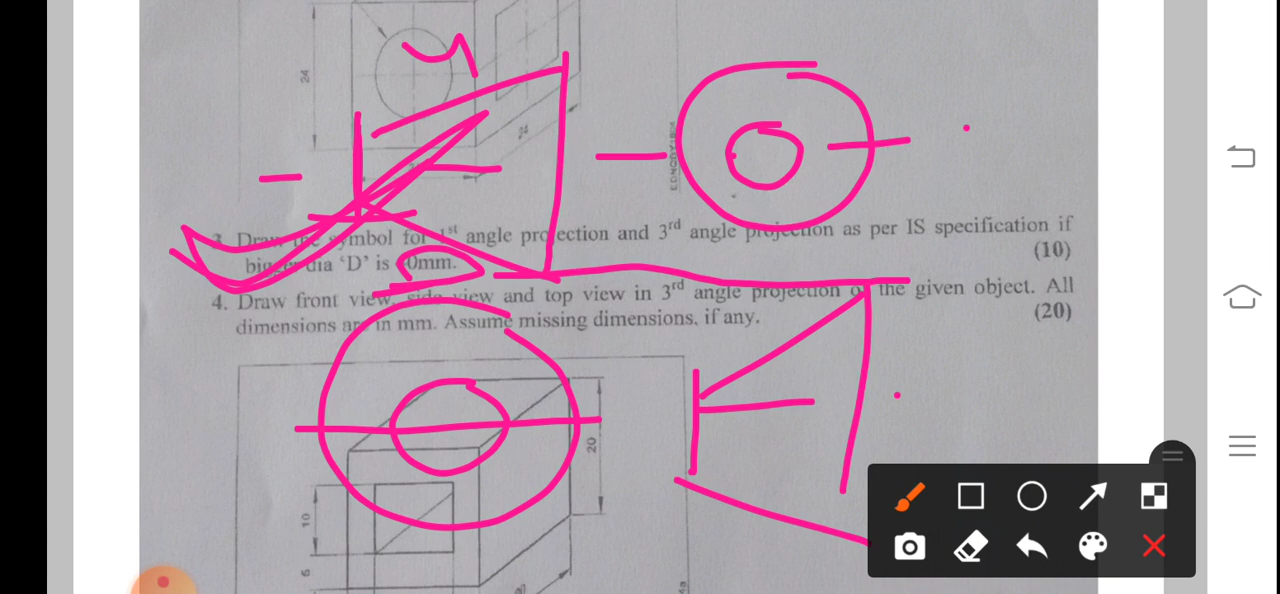 24
3. Draw the symbol for 1st angle projection and 3rd angle projection as per IS specification if
bigger dia 'D' is 0mm. (10)
4. Draw front view, side view and top view in 3rd angle projection of the given object. All
dimensions are in mm. Assume missing dimensions, if any. (20)
20
10